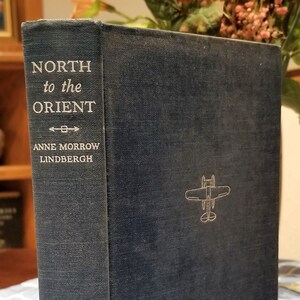 NORTH
to the
ORIENT
ANNE MORROW
LINDBERGH